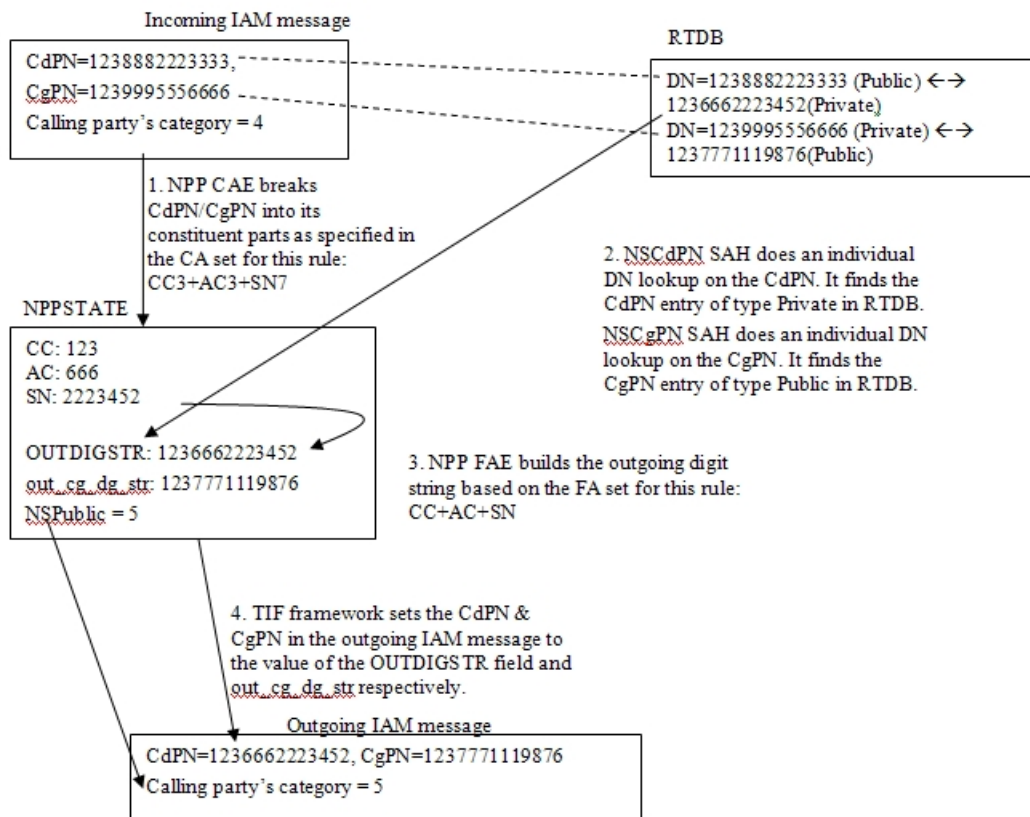 Incoming IAM message
CdPN=1238882223333,
CgPN=1239995556666
Calling party's category = 4
RTDB
DN=1238882223333 (Public) ←→
1236662223452(Private)
DN=1239995556666 (Private) ←→
1237771119876(Public)
1. NPP CAE breaks
CdPN/CgPN into its
constituent parts as specified in
the CA set for this rule:
CC3+AC3+SN7
2. NSCdPN SAH does an individual
DN lookup on the CdPN. It finds the
CdPN entry of type Private in RTDB.
NSCgPN SAH does an individual DN
lookup on the CgPN. It finds the
CgPN entry of type Public in RTDB.
NPPSTATE
CC: 123
AC: 666
SN: 2223452
OUTDIGSTR: 1236662223452
out_cg_dg_str: 1237771119876
NSPublic = 5
3. NPP FAE builds the outgoing digit
string based on the FA set for this rule:
CC+AC+SN
4. TIF framework sets the CdPN &
CgPN in the outgoing IAM message to
the value of the OUTDIGSTR field and
out_cg_dg_str respectively.
Outgoing IAM message
CdPN=1236662223452, CgPN=1237771119876
Calling party's category = 5